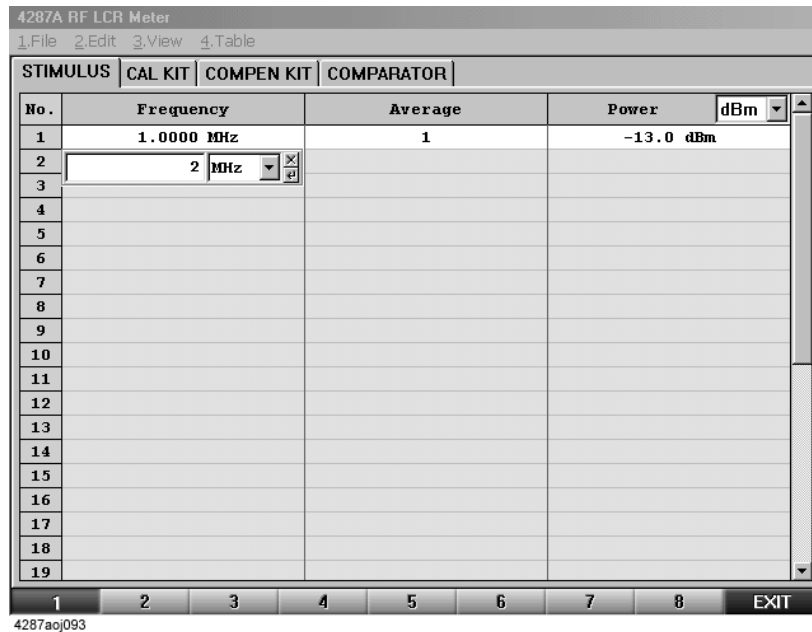 4287A RF LCR Meter
1.File 2.Edit 3.View 4.Table
STIMULUS CAL KIT COMPEN KIT COMPARATOR
No. Frequency Average Power dBm
1 1.0000 MHz 1 -13.0 dBm
2 2 MHz
3
4
5
6
7
8
9
10
11
12
13
14
15
16
17
18
19
1 2 3 4 5 6 7 8 EXIT
4287aoj093